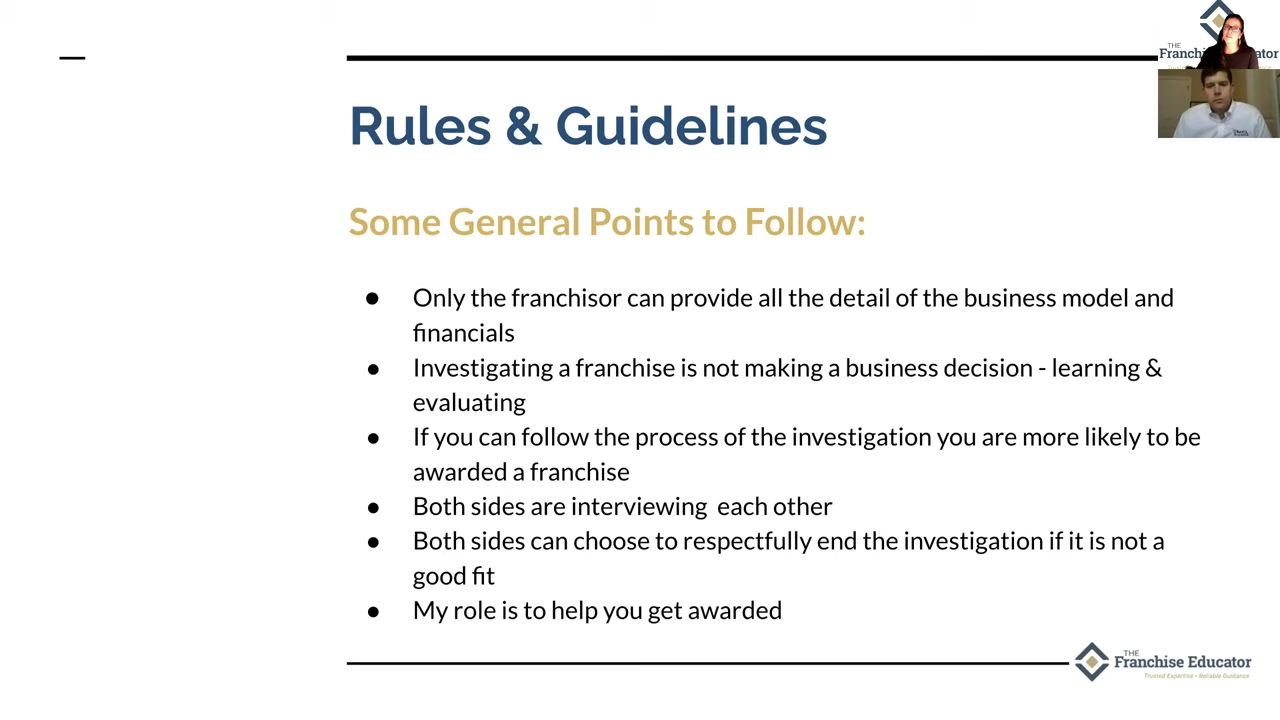 THE
Rules & Guidelines
Some General Points to Follow:
● Only the franchisor can provide all the detail of the business model and
financials
● Investigating a franchise is not making a business decision - learning &
evaluating
● If you can follow the process of the investigation you are more likely to be
awarded a franchise
● Both sides are interviewing each other
● Both sides can choose to respectfully end the investigation if it is not a
good fit
● My role is to help you get awarded
THE
Franchise Educator
Trusted Expertise - Reliable Guidance